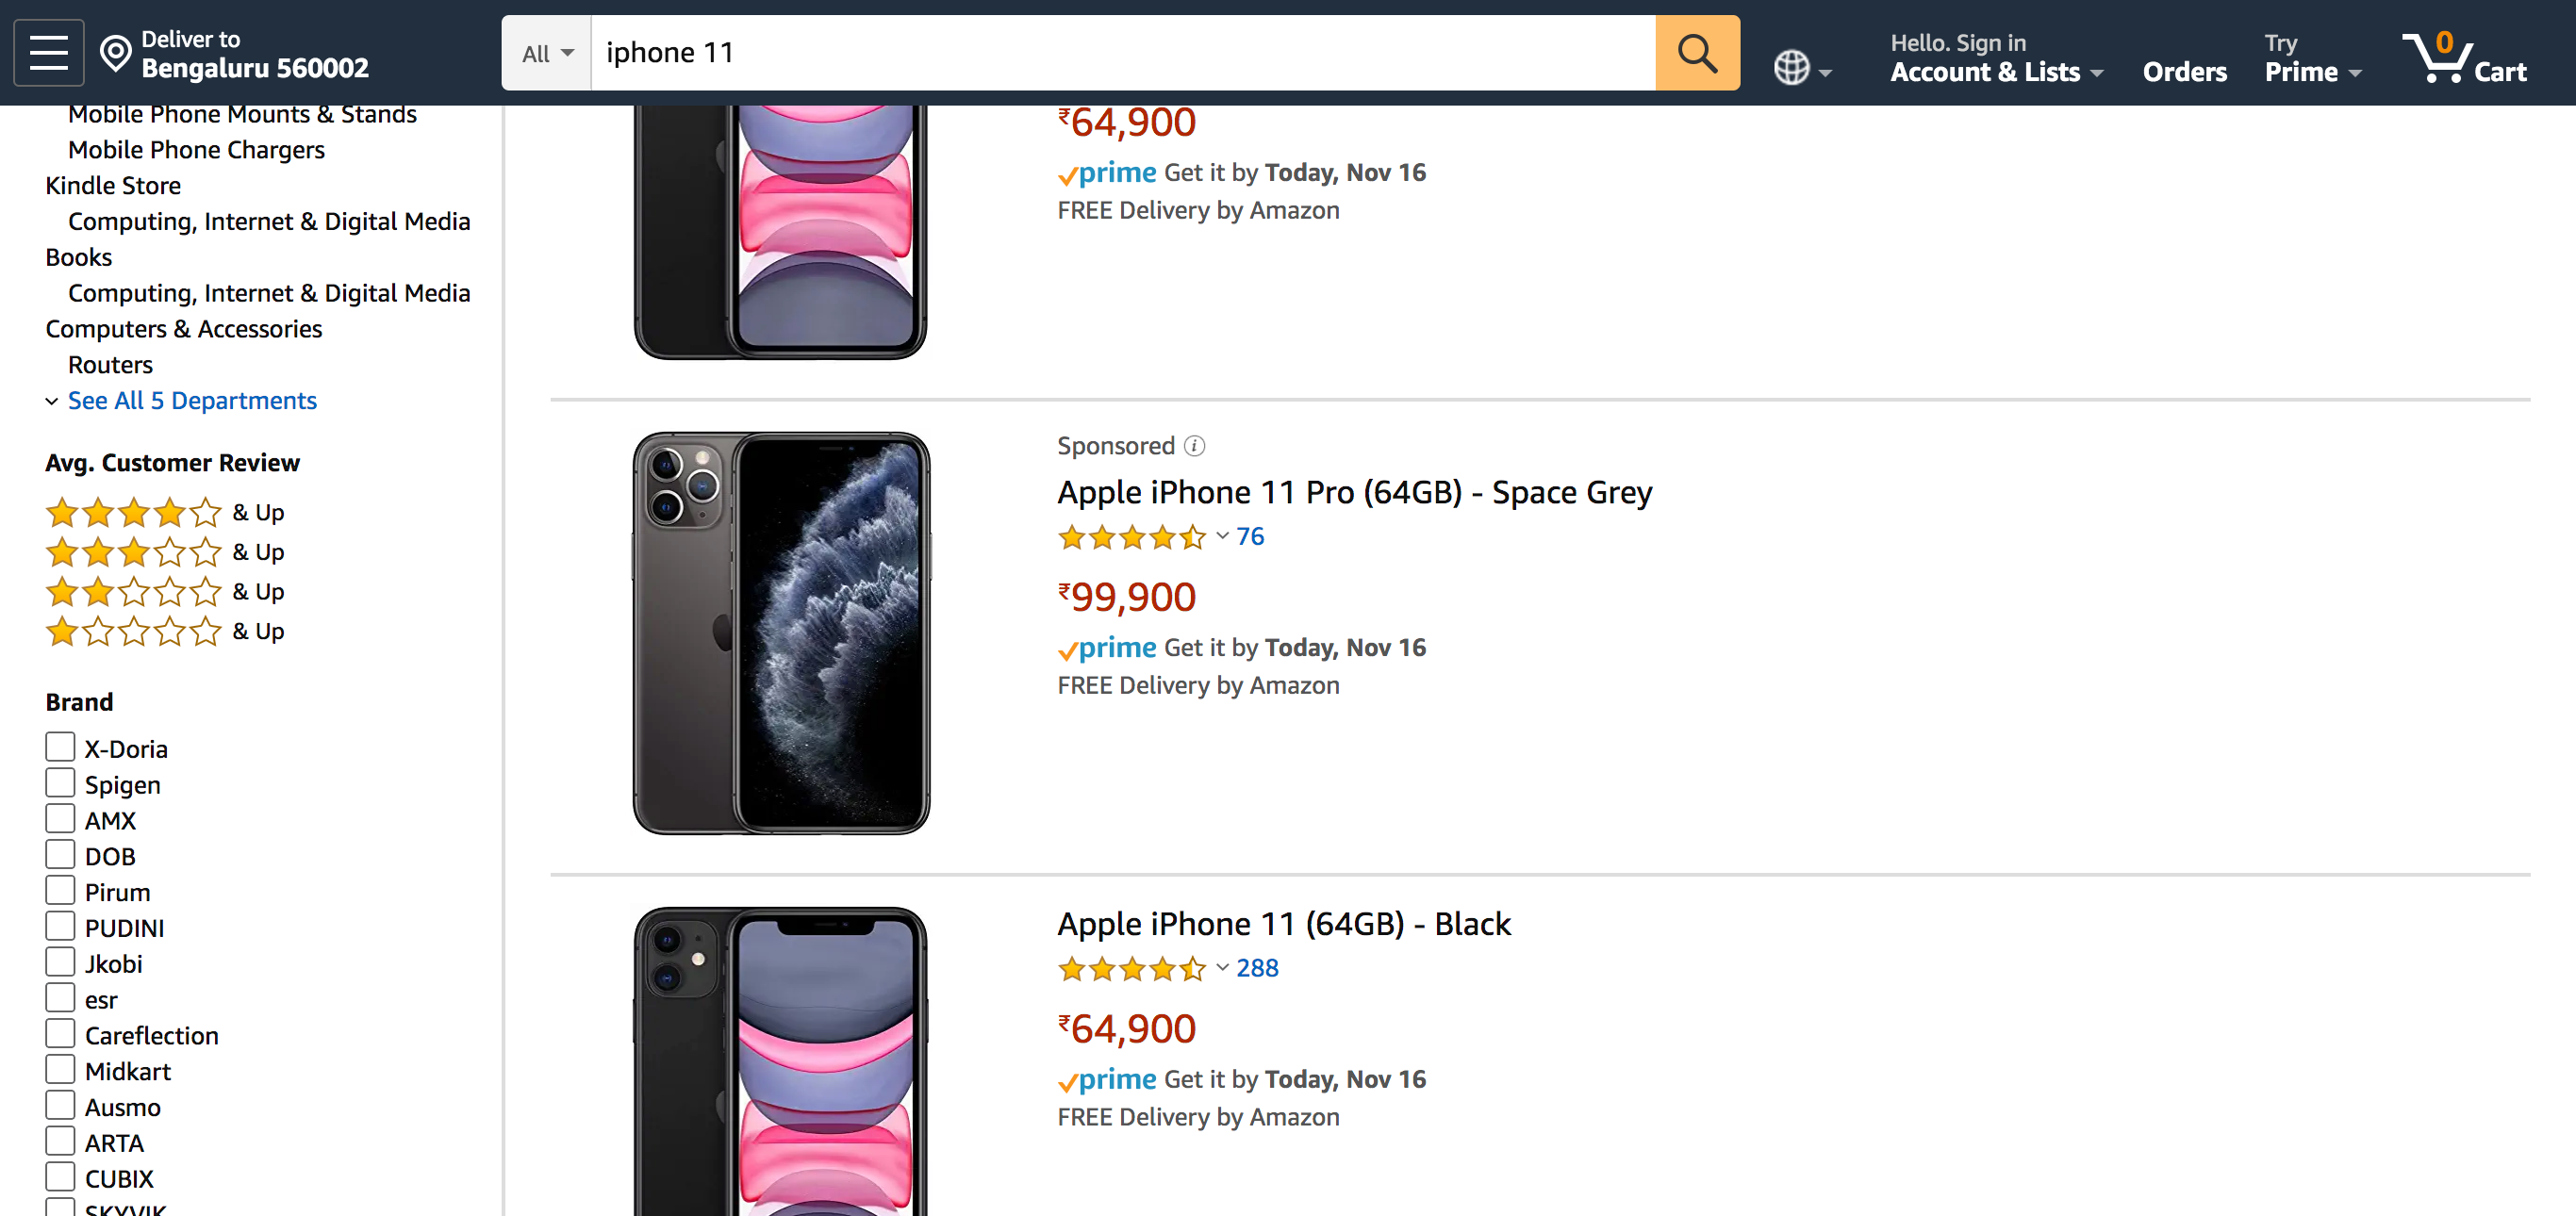 Deliver to
Bengaluru 560002
All
iphone 11
Hello. Sign in
Account & Lists
Orders
Try
Prime
0
Cart
Mobile Phone Mounts & Stands
Mobile Phone Chargers
Kindle Store
Computing, Internet & Digital Media
Books
Computing, Internet & Digital Media
Computers & Accessories
Routers
See All 5 Departments
Avg. Customer Review
& Up
& Up
& Up
& Up
Brand
X-Doria
Spigen
AMX
DOB
Pirum
PUDINI
Jkobi
esr
Careflection
Midkart
Ausmo
ARTA
CUBIX
SKYVIK
₹64,900
prime Get it by Today, Nov 16
FREE Delivery by Amazon
Sponsored i
Apple iPhone 11 Pro (64GB) - Space Grey
76
₹99,900
prime Get it by Today, Nov 16
FREE Delivery by Amazon
Apple iPhone 11 (64GB) - Black
288
₹64,900
prime Get it by Today, Nov 16
FREE Delivery by Amazon